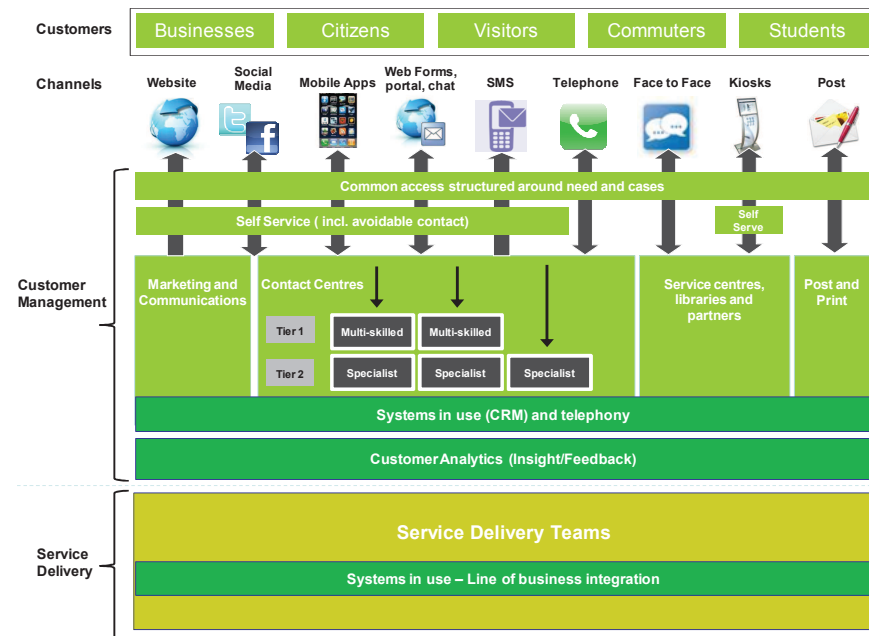 Customers
Businesses
Citizens
Visitors
Commuters
Students
Channels
Website
Social
Media
Mobile Apps
Web Forms,
portal, chat
SMS
Telephone
Face to Face
Kiosks
Post
Common access structured around need and cases
Self Service ( incl. avoidable contact)
Self
Serve
Customer
Management
Marketing and
Communications
Contact Centres
Service centres,
libraries and
partners
Post and
Print
Tier 1
Multi-skilled
Multi-skilled
Tier 2
Specialist
Specialist
Specialist
Systems in use (CRM) and telephony
Customer Analytics (Insight/Feedback)
Service
Delivery
Service Delivery Teams
Systems in use – Line of business integration